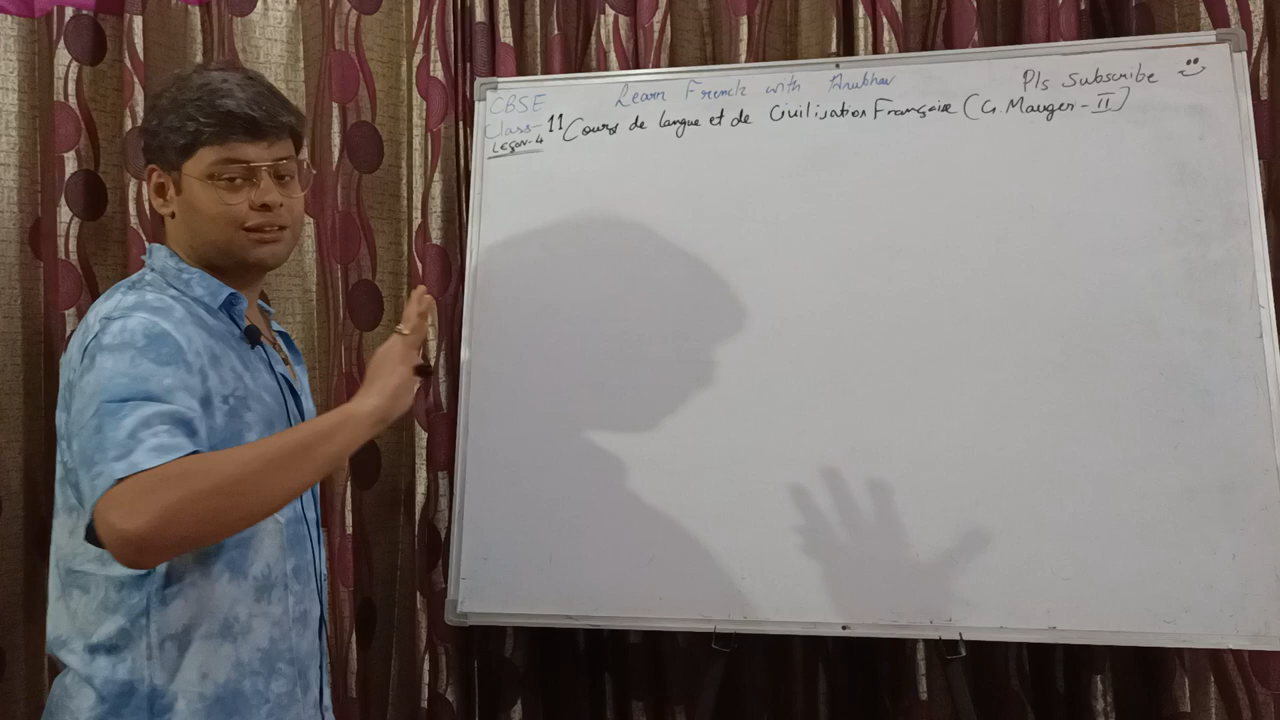 CBSE Learn French with Anubhav Pls Subscribe
Class-11 Cours de langue et de Civilisation Française (G. Mauger-II)
Leçon-4